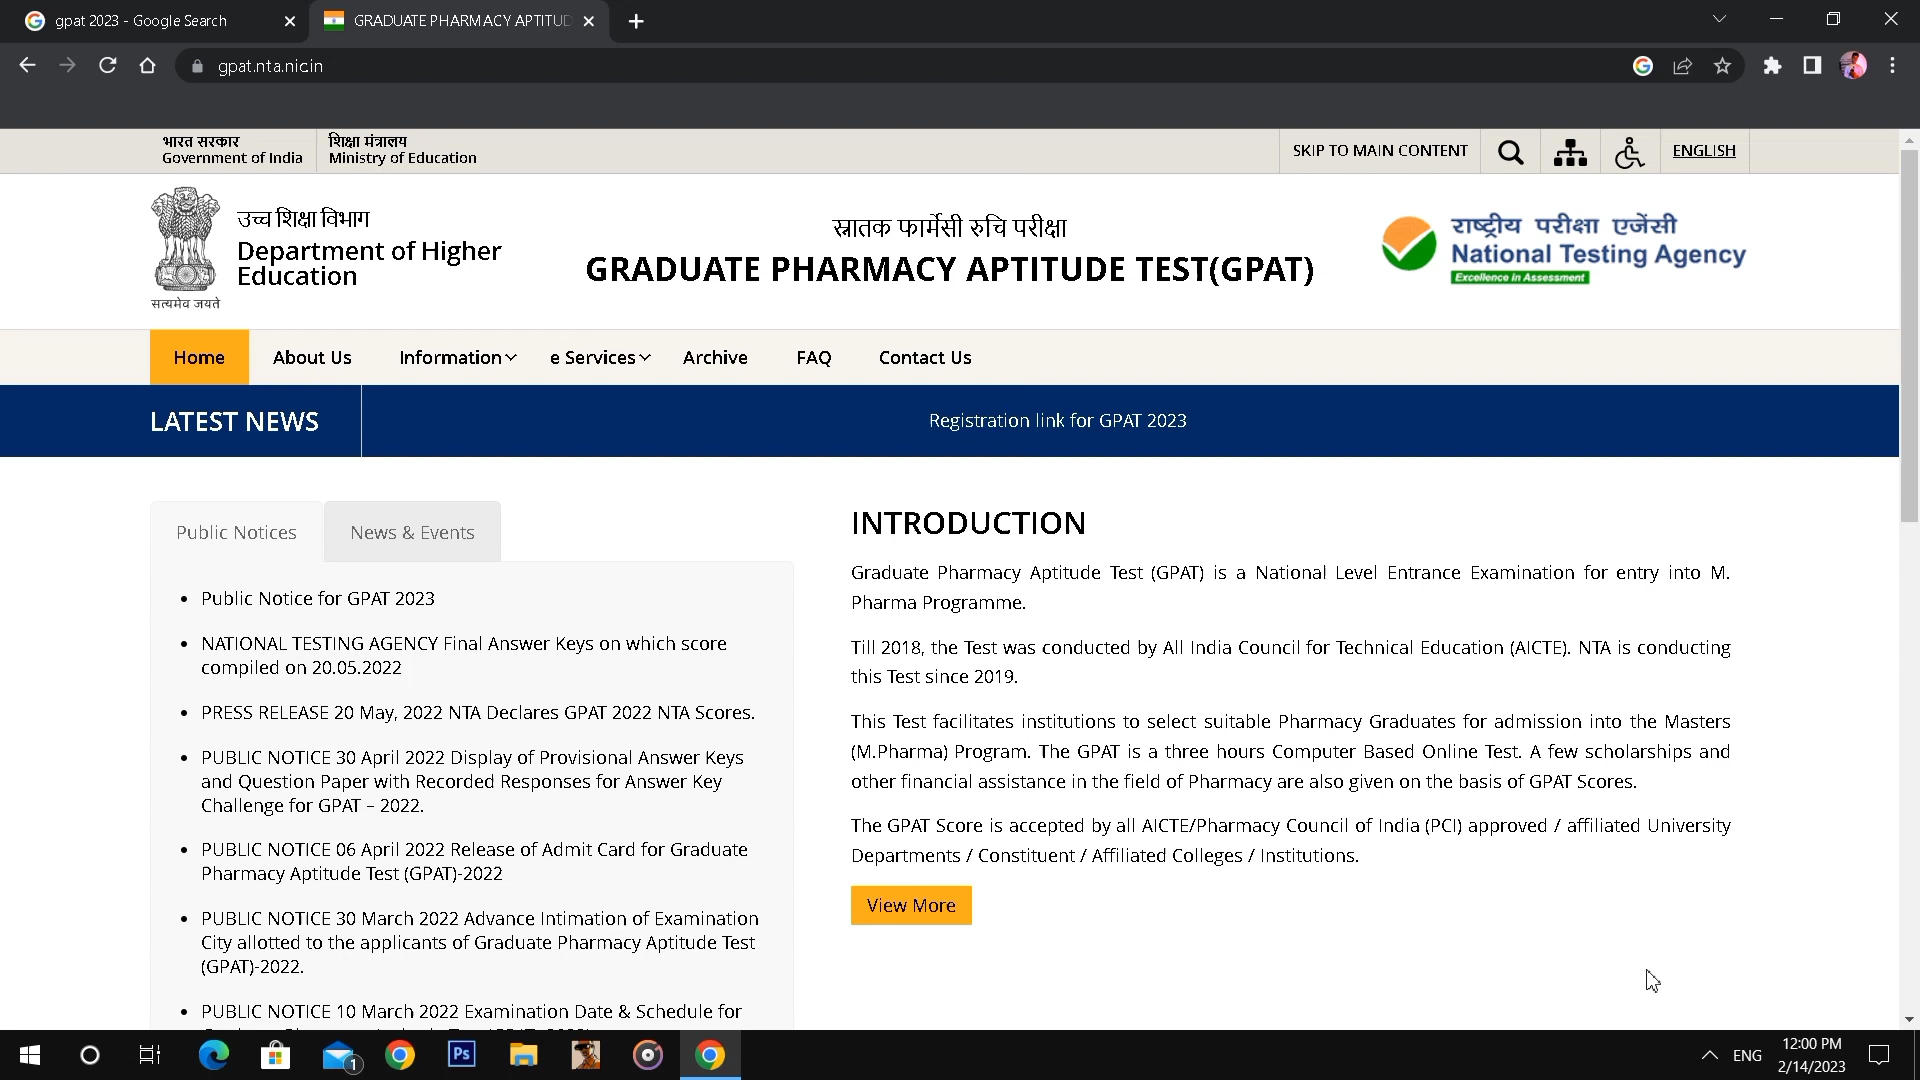 gpat 2023 - Google Search
GRADUATE PHARMACY APTITUD
gpat.nta.nic.in
भारत सरकार
Government of India
शिक्षा मंत्रालय
Ministry of Education
SKIP TO MAIN CONTENT
ENGLISH
सत्यमेव जयते
उच्च शिक्षा विभाग
Department of Higher
Education
स्नातक फार्मेसी रुचि परीक्षा
GRADUATE PHARMACY APTITUDE TEST(GPAT)
राष्ट्रीय परीक्षा एजेंसी
National Testing Agency
Excellence in Assessment
Home About Us Information e Services Archive FAQ Contact Us
LATEST NEWS
Registration link for GPAT 2023
Public Notices News & Events
• Public Notice for GPAT 2023
• NATIONAL TESTING AGENCY Final Answer Keys on which score
compiled on 20.05.2022
• PRESS RELEASE 20 May, 2022 NTA Declares GPAT 2022 NTA Scores.
• PUBLIC NOTICE 30 April 2022 Display of Provisional Answer Keys
and Question Paper with Recorded Responses for Answer Key
Challenge for GPAT – 2022.
• PUBLIC NOTICE 06 April 2022 Release of Admit Card for Graduate
Pharmacy Aptitude Test (GPAT)-2022
• PUBLIC NOTICE 30 March 2022 Advance Intimation of Examination
City allotted to the applicants of Graduate Pharmacy Aptitude Test
(GPAT)-2022.
• PUBLIC NOTICE 10 March 2022 Examination Date & Schedule for
INTRODUCTION
Graduate Pharmacy Aptitude Test (GPAT) is a National Level Entrance Examination for entry into M.
Pharma Programme.
Till 2018, the Test was conducted by All India Council for Technical Education (AICTE). NTA is conducting
this Test since 2019.
This Test facilitates institutions to select suitable Pharmacy Graduates for admission into the Masters
(M.Pharma) Program. The GPAT is a three hours Computer Based Online Test. A few scholarships and
other financial assistance in the field of Pharmacy are also given on the basis of GPAT Scores.
The GPAT Score is accepted by all AICTE/Pharmacy Council of India (PCI) approved / affiliated University
Departments / Constituent / Affiliated Colleges / Institutions.
View More
1
Ps
ENG
12:00 PM
2/14/2023